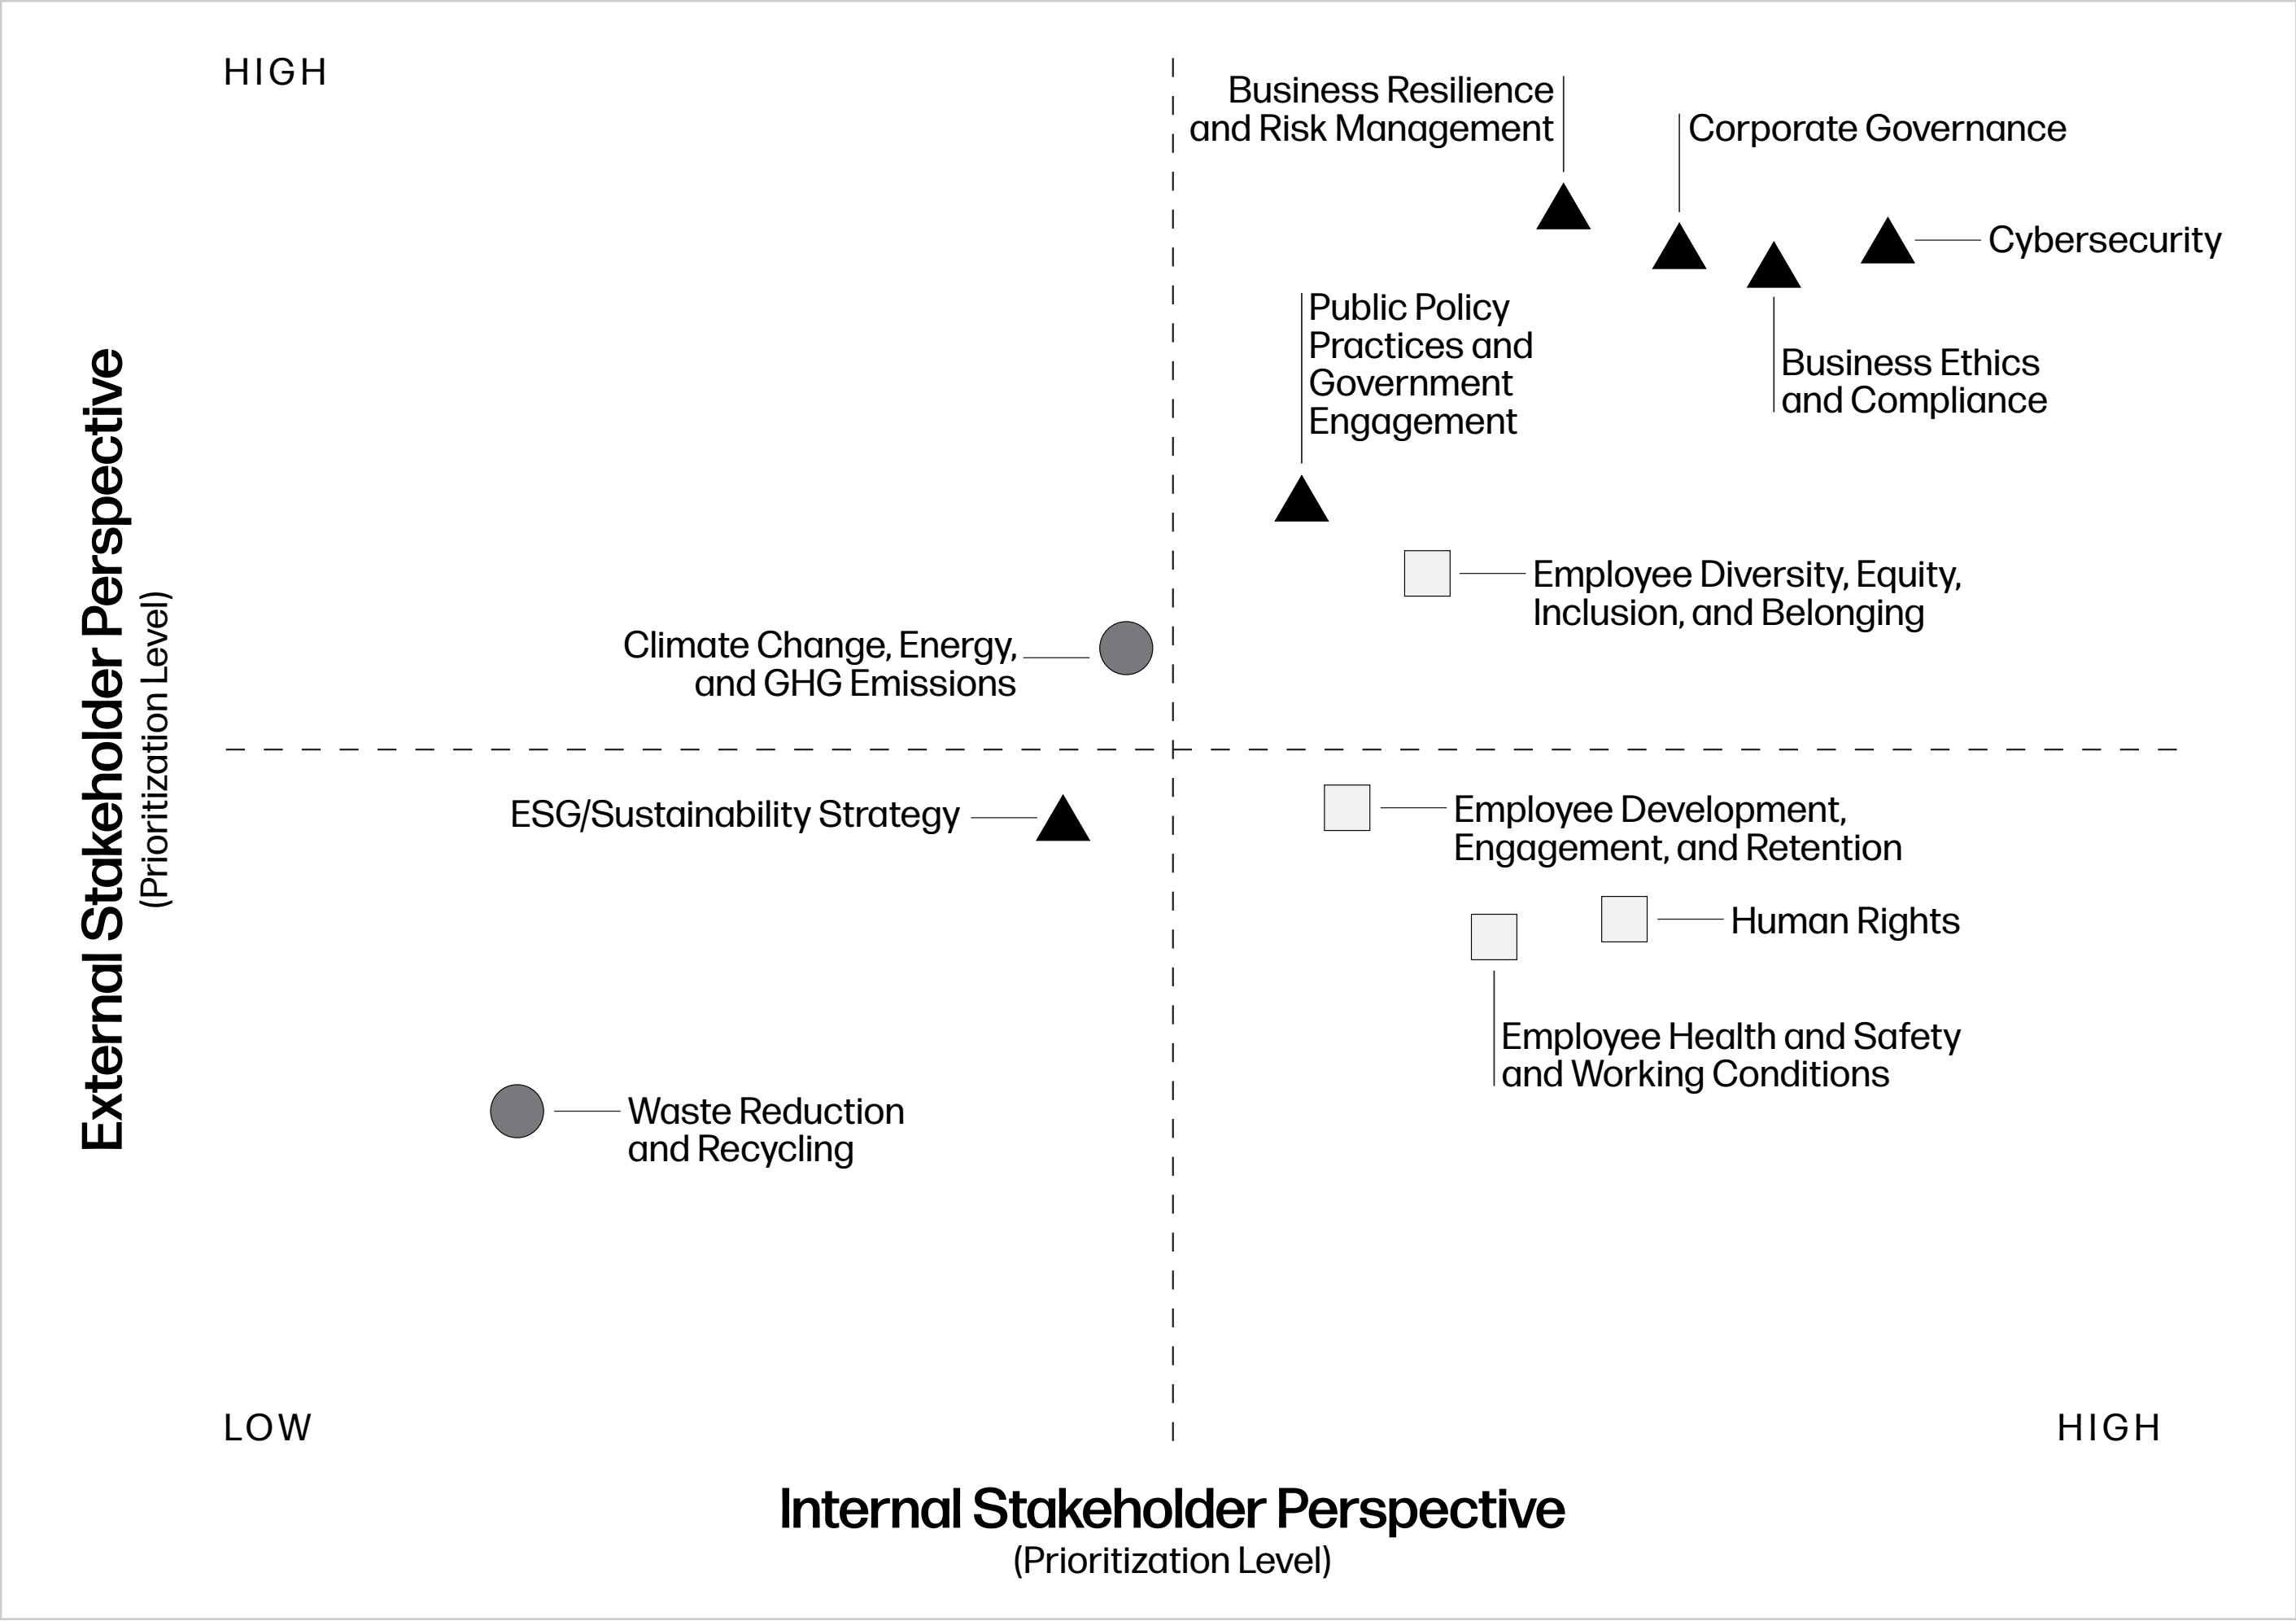 HIGH
Business Resilience
and Risk Management
Corporate Governance
Cybersecurity
Public Policy
Practices and
Government
Engagement
Business Ethics
and Compliance
Employee Diversity, Equity,
Inclusion, and Belonging
Climate Change, Energy,
and GHG Emissions
External Stakeholder Perspective
(Prioritization Level)
ESG/Sustainability Strategy
Employee Development,
Engagement, and Retention
Human Rights
Employee Health and Safety
and Working Conditions
Waste Reduction
and Recycling
LOW
HIGH
Internal Stakeholder Perspective
(Prioritization Level)